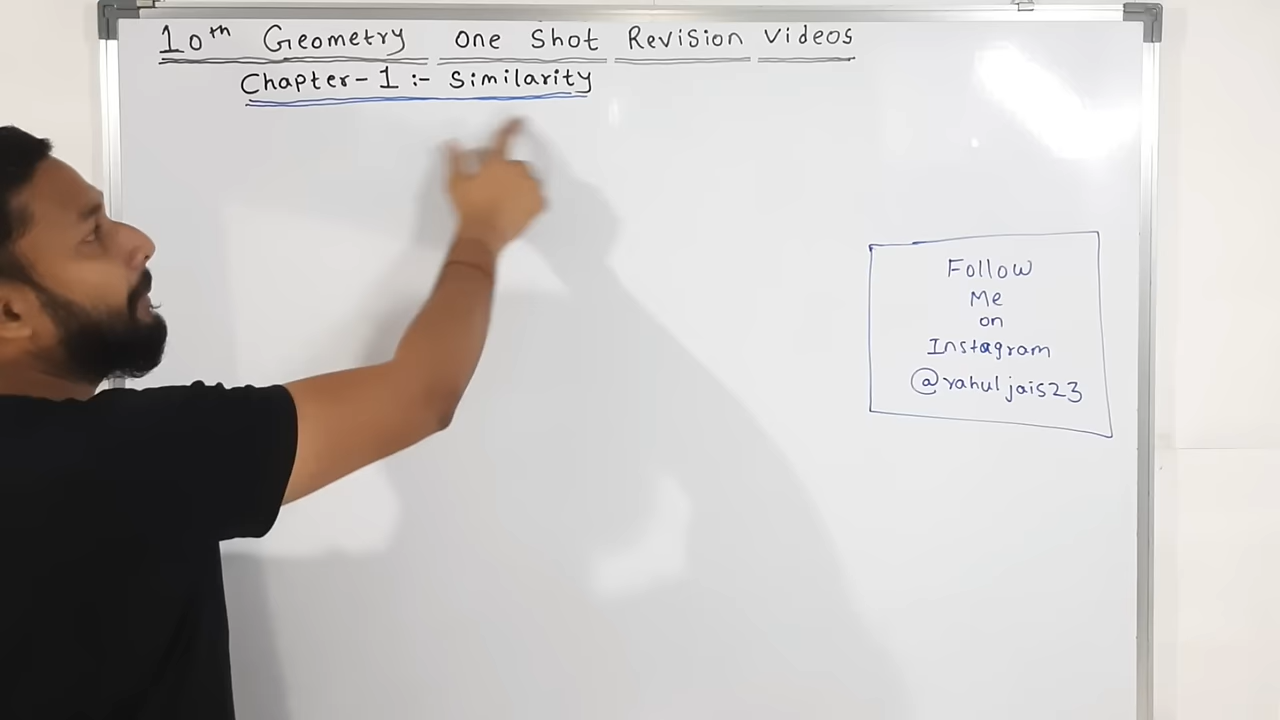 10th Geometry one Shot Revision Videos
Chapter-1 :- Similarity
Follow
Me
on
Instagram
@rahuljais23